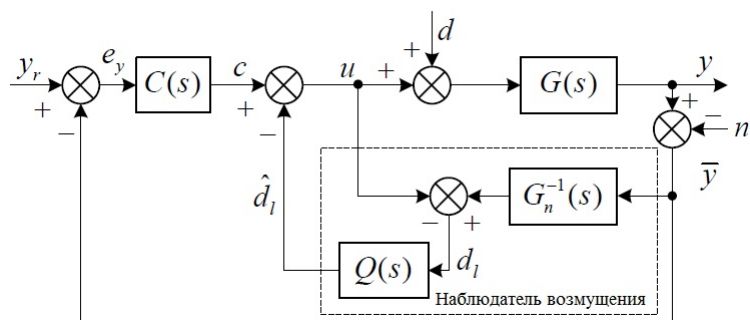 y_r
+
−
e_y
C(s)
c
+
−
u
+
+
d
G(s)
y
+
−
n
ȳ
d̂_l
−
+
G_n^{-1}(s)
Q(s)
d_l
Наблюдатель возмущения